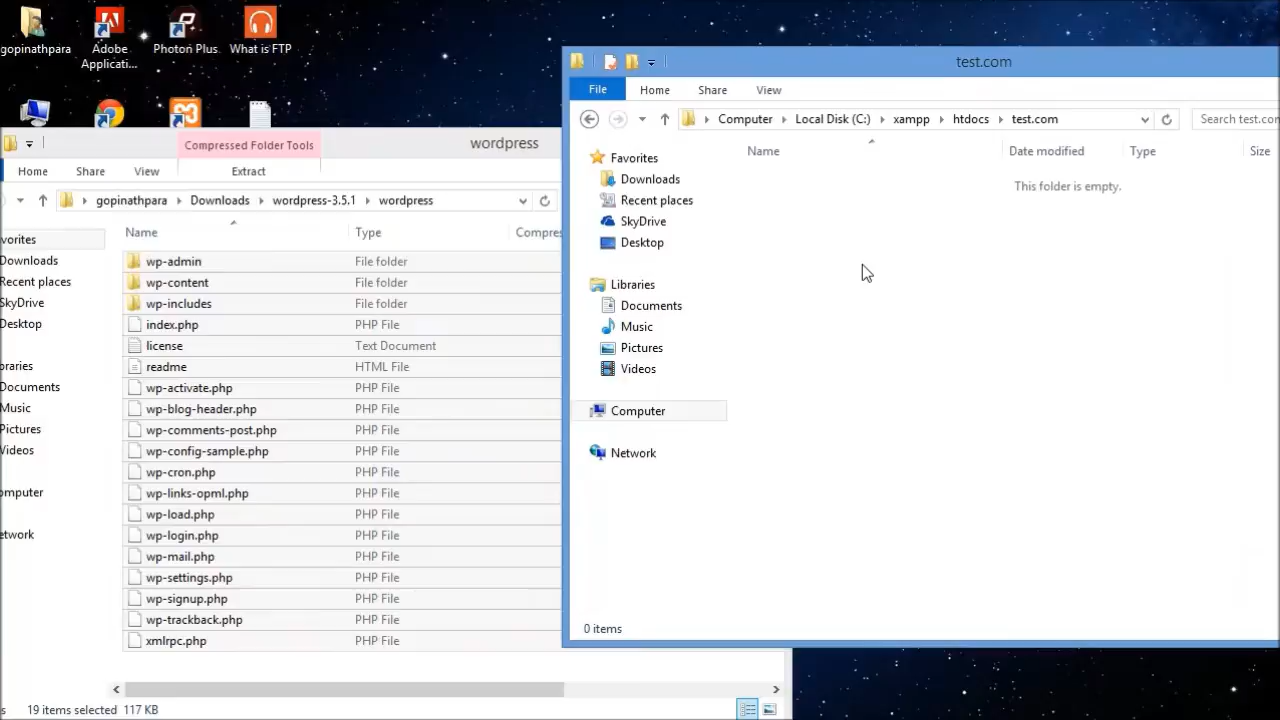 gopinathpara
Adobe
Applicati...
Photon Plus
What is FTP
Compressed Folder Tools
wordpress
Home
Share
View
Extract
gopinathpara
Downloads
wordpress-3.5.1
wordpress
Name
Type
Compres
vorites
Downloads
Recent places
SkyDrive
Desktop
braries
Documents
Music
Pictures
Videos
omputer
etwork
wp-admin File folder
wp-content File folder
wp-includes File folder
index.php PHP File
license Text Document
readme HTML File
wp-activate.php PHP File
wp-blog-header.php PHP File
wp-comments-post.php PHP File
wp-config-sample.php PHP File
wp-cron.php PHP File
wp-links-opml.php PHP File
wp-load.php PHP File
wp-login.php PHP File
wp-mail.php PHP File
wp-settings.php PHP File
wp-signup.php PHP File
wp-trackback.php PHP File
xmlrpc.php PHP File
s 19 items selected 117 KB
test.com
File
Home
Share
View
Computer
Local Disk (C:)
xampp
htdocs
test.com
Search test.con
Name
Date modified
Type
Size
This folder is empty.
Favorites
Downloads
Recent places
SkyDrive
Desktop
Libraries
Documents
Music
Pictures
Videos
Computer
Network
0 items